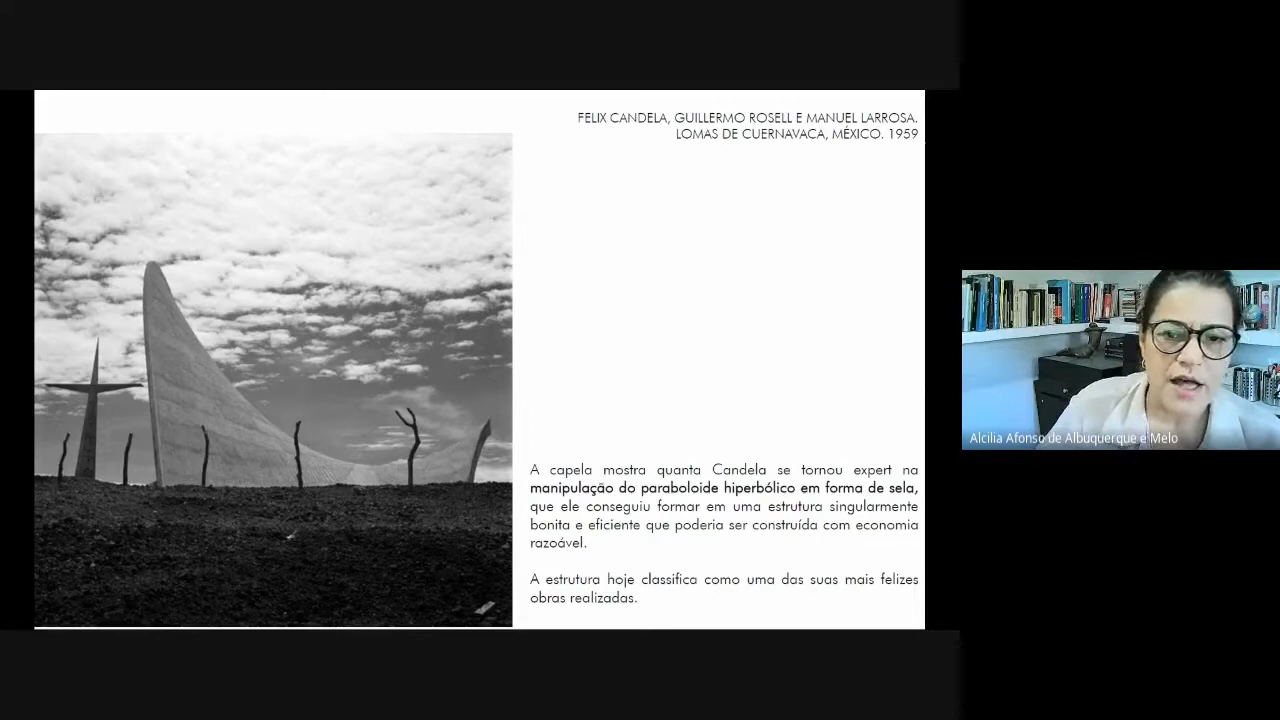 FELIX CANDELA, GUILLERMO ROSELL E MANUEL LARROSA.
LOMAS DE CUERNAVACA, MÉXICO. 1959
A capela mostra quanta Candela se tornou expert na
manipulação do paraboloide hiperbólico em forma de sela,
que ele conseguiu formar em uma estrutura singularmente
bonita e eficiente que poderia ser construída com economia
razoável.
A estrutura hoje classifica como uma das suas mais felizes
obras realizadas.
Alcilia Afonso de Albuquerque e Melo